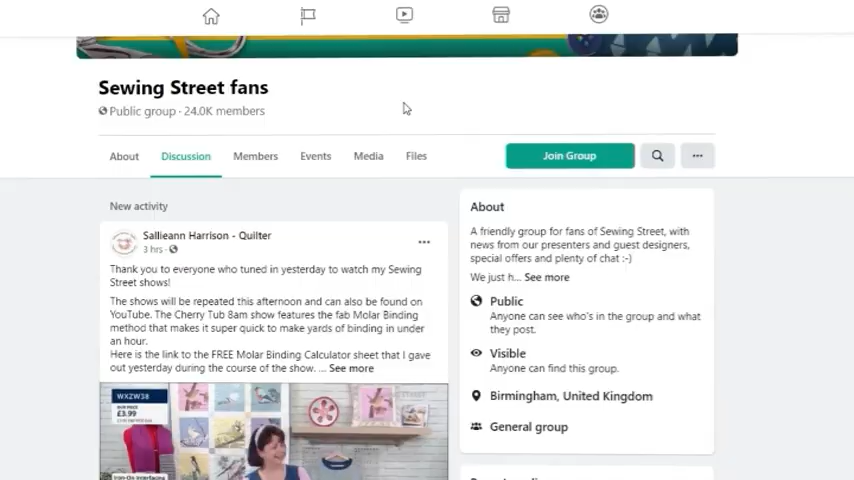 Sewing Street fans
Public group · 24.0K members
About
Discussion
Members
Events
Media
Files
Join Group
New activity
Sallieann Harrison - Quilter
3 hrs ·
Thank you to everyone who tuned in yesterday to watch my Sewing
Street shows!
The shows will be repeated this afternoon and can also be found on
YouTube. The Cherry Tub 8am show features the fab Molar Binding
method that makes it super quick to make yards of binding in under
an hour.
Here is the link to the FREE Molar Binding Calculator sheet that I gave
out yesterday during the course of the show. ... See more
WXZW38
£3.99
Iron-On Interfacing
About
A friendly group for fans of Sewing Street, with
news from our presenters and guest designers,
special offers and plenty of chat :-)
We just h... See more
Public
Anyone can see who's in the group and what
they post.
Visible
Anyone can find this group.
Birmingham, United Kingdom
General group